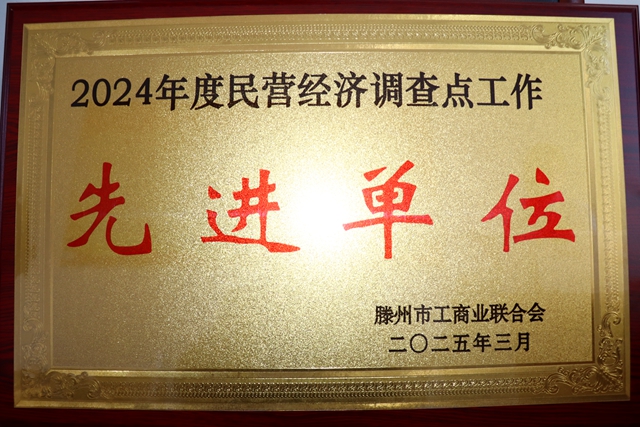 2024年度民营经济调查点工作
先进单位
滕州市工商业联合会
二〇二五年三月